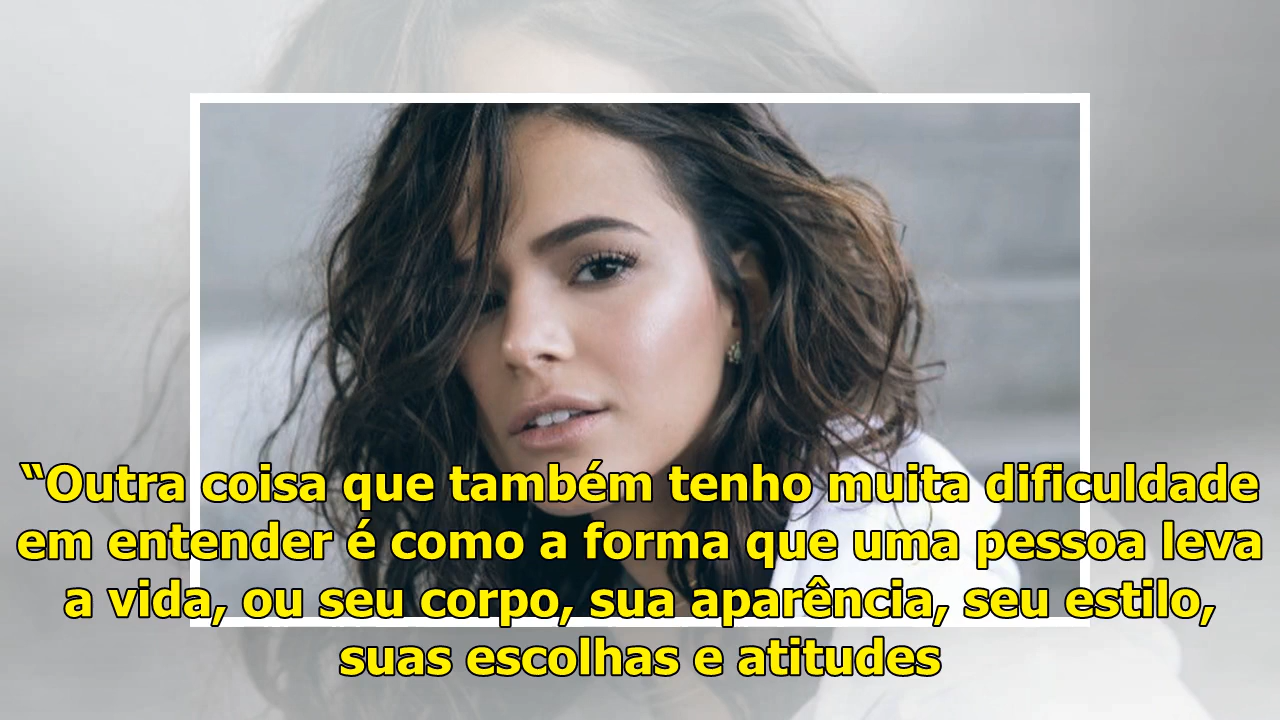 “Outra coisa que também tenho muita dificuldade
em entender é como a forma que uma pessoa leva
a vida, ou seu corpo, sua aparência, seu estilo,
suas escolhas e atitudes